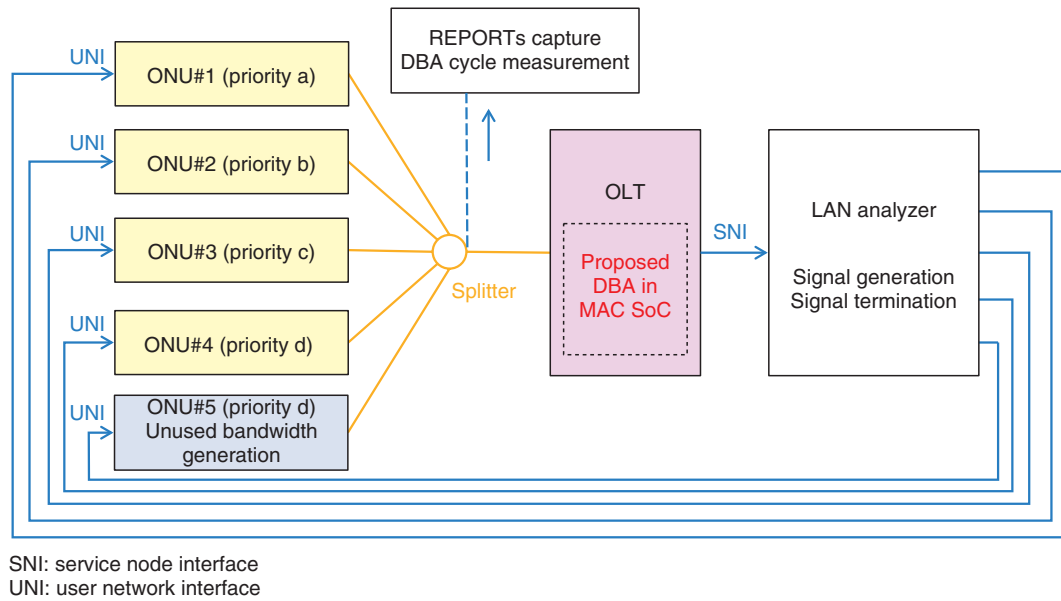 REPORTs capture
DBA cycle measurement
UNI
ONU#1 (priority a)
UNI
ONU#2 (priority b)
UNI
ONU#3 (priority c)
UNI
ONU#4 (priority d)
UNI
ONU#5 (priority d)
Unused bandwidth
generation
Splitter
OLT
Proposed
DBA in
MAC SoC
SNI
LAN analyzer
Signal generation
Signal termination
SNI: service node interface
UNI: user network interface